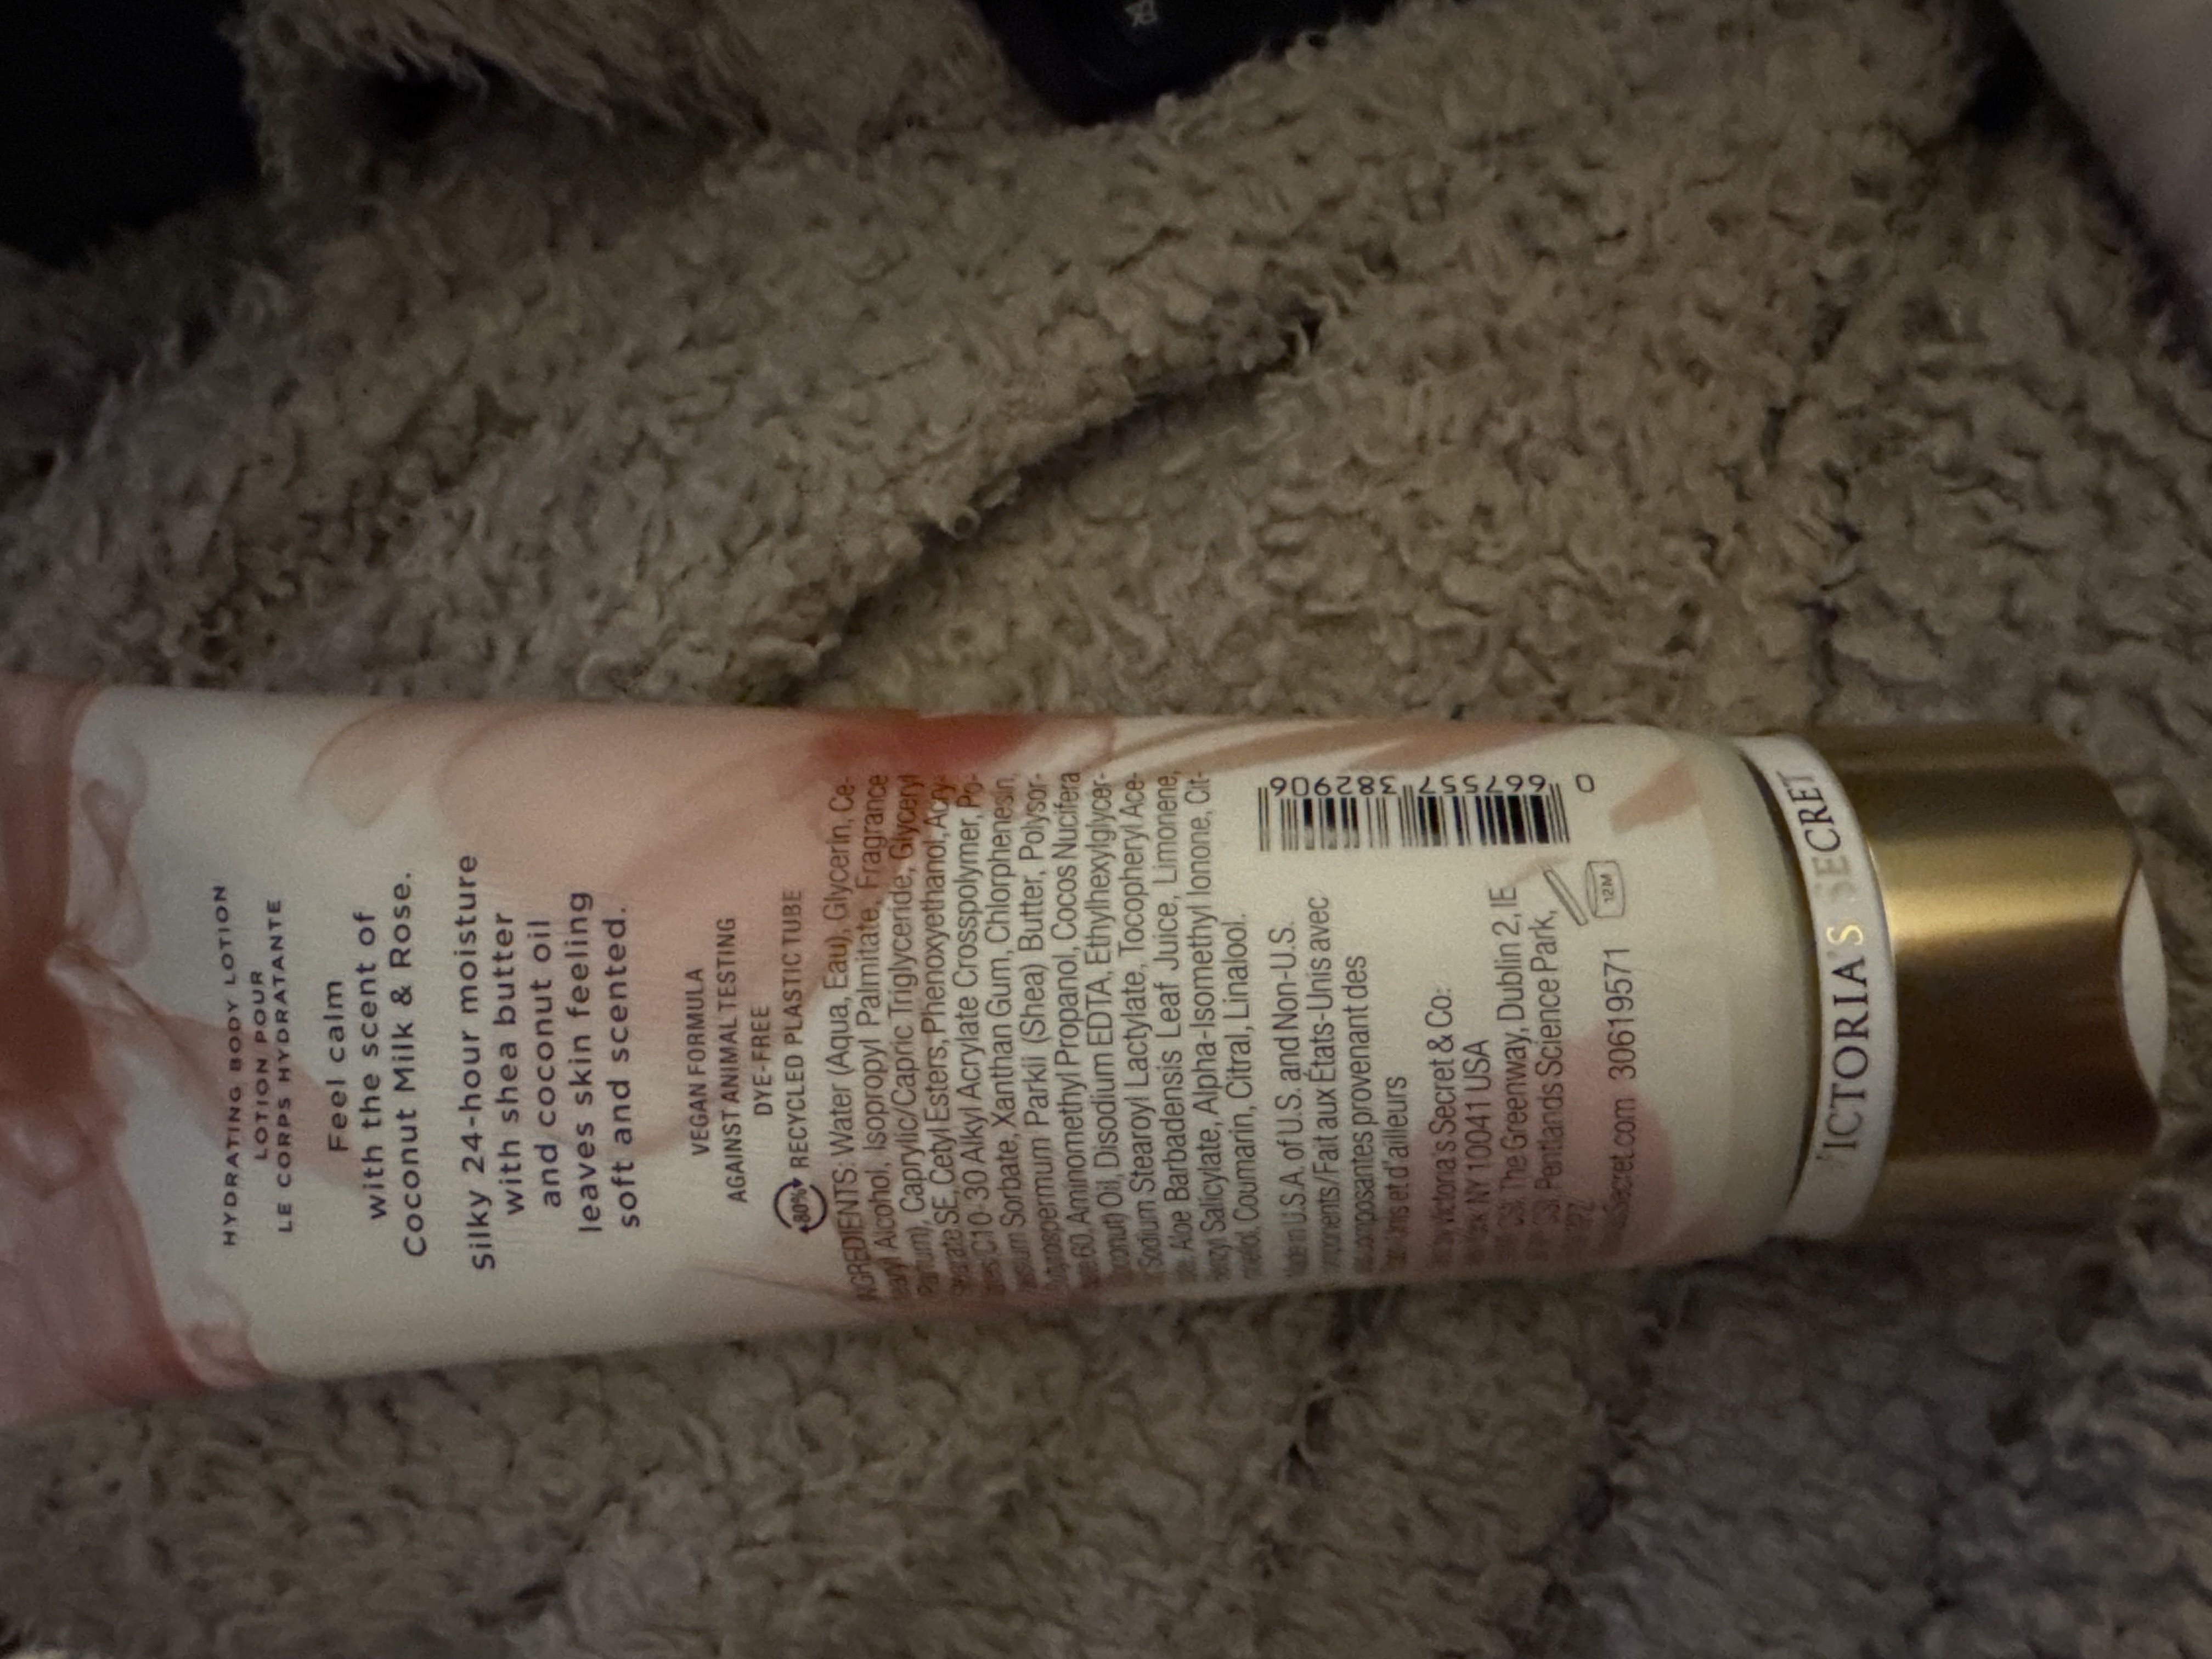 HYDRATING BODY LOTION
LOTION POUR
LE CORPS HYDRATANTE
Feel calm
with the scent of
Coconut Milk & Rose.
Silky 24-hour moisture
with shea butter
and coconut oil
leaves skin feeling
soft and scented.
VEGAN FORMULA
AGAINST ANIMAL TESTING
DYE-FREE
80% RECYCLED PLASTIC TUBE
NGREDIENTS: Water (Aqua, Eau), Glycerin, Ce-
Alcohol, Isopropyl Palmitate, Fragrance
Caprylic/Capric Triglyceride, Glyceryl
SE, Cetyl Esters, Phenoxyethanol, Acry-
C10-30 Alkyl Acrylate Crosspolymer, Po-
Sorbate, Xanthan Gum, Chlorphenesin,
Parkii (Shea) Butter, Polysor-
60, Aminomethyl Propanol, Cocos Nucifera
Oil, Disodium EDTA, Ethylhexylglycer-
Sodium Stearoyl Lactylate, Tocopheryl Ace-
Aloe Barbadensis Leaf Juice, Limonene,
Salicylate, Alpha-Isomethyl Ionone, Cit-
Coumarin, Citral, Linalool.
in U.S.A. of U.S. and Non-U.S.
/Fait aux États-Unis avec
composantes provenant des
et d'ailleurs
0 667557 382906
Victoria's Secret & Co:
NY 10041 USA
The Greenway, Dublin 2, IE
Pentlands Science Park,
Secret.com 30619571
12M
ICTORIA'S SECRET